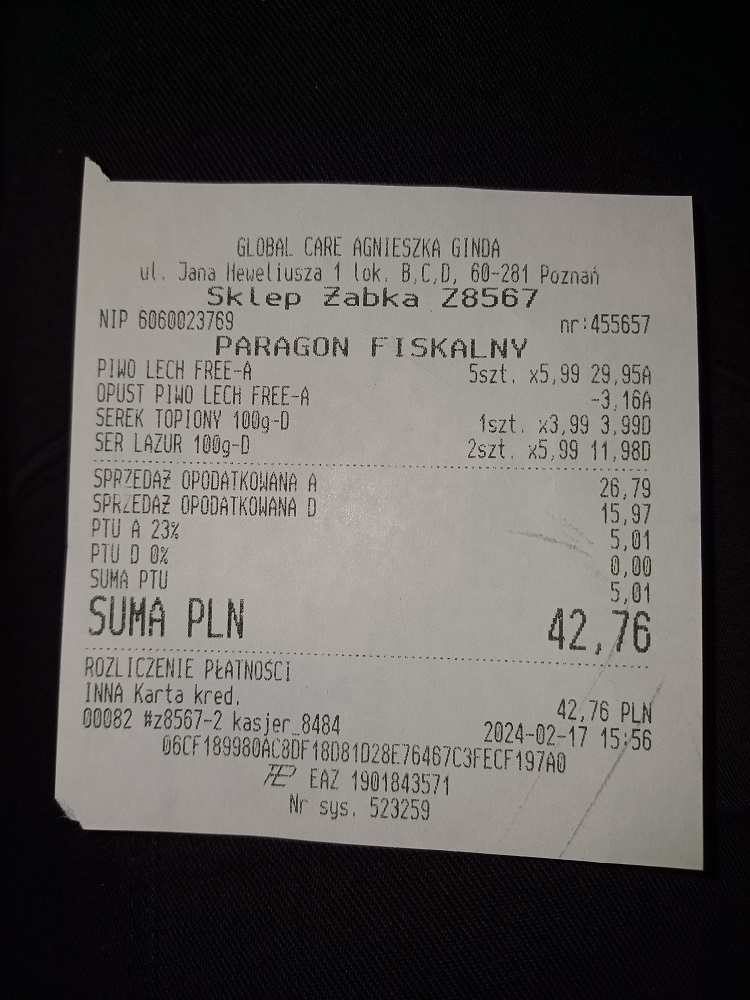 GLOBAL CARE AGNIESZKA GINDA
ul. Jana Heweliusza 1 lok. B,C,D, 60-281 Poznań
Sklep Żabka Z8567
NIP 6060023769 nr:455657
PARAGON FISKALNY
PIWO LECH FREE-A 5szt. x5,99 29,95A
OPUST PIWO LECH FREE-A -3,16A
SEREK TOPIONY 100g-D 1szt. x3,99 3,99D
SER LAZUR 100g-D 2szt. x5,99 11,98D
SPRZEDAŻ OPODATKOWANA A 26,79
SPRZEDAŻ OPODATKOWANA D 15,97
PTU A 23% 5,01
PTU D 0% 0,00
SUMA PTU 5,01
SUMA PLN 42,76
ROZLICZENIE PŁATNOŚCI
INNA Karta kred. 42,76 PLN
00082 #z8567-2 kasjer_8484 2024-02-17 15:56
06CF189980AC8DF18D81D28E76467C3FECF197A0
EAZ 1901843571
Nr sys. 523259